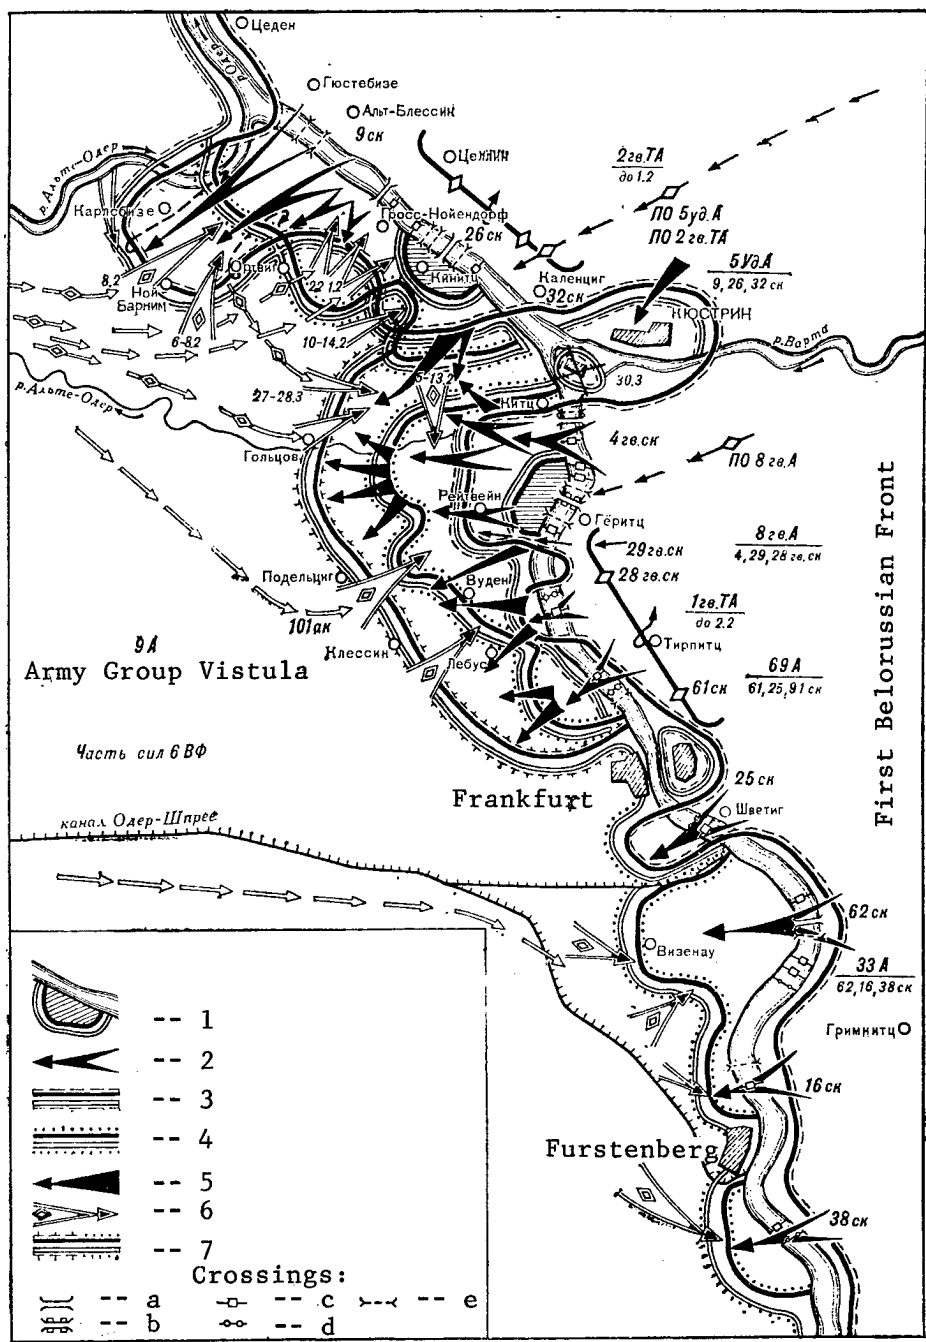 Цеден
р.Одер
Гюстебизе
Альт-Блессин
9 ск
Целлин
2 гв.ТА
до 1.2
ПО 5 уд.А
ПО 2 гв.ТА
р.Альте-Одер
Карлсбизе
Гросс-Нойендорф
26 ск
Кинитц
Каленциг
32 ск
5 Уд.А
9, 26, 32 ск
КЮСТРИН
р.Варта
8.2
Ортвиг
Ной-
Барним
2.2
1.2
6-8.2
10-14.2
30.3
5-13.2
Китц
27-28.3
р.Альте-Одер
Гольцов
4 гв.ск
ПО 8 гв.А
Рейтвейн
Гёритц
8 гв.А
4, 29, 28 гв.ск
29 гв.ск
28 гв.ск
Подельциг
Вуден
1 гв.ТА
до 2.2
101 ак
9А
Клессин
Лебус
Тирпитц
Army Group Vistula
61 ск
69 А
61, 25, 91 ск
First Belorussian Front
Часть сил 6 ВФ
Frankfurt
25 ск
Шветиг
канал Одер-Шпрее
62 ск
Визенау
33 А
62, 16, 38 ск
Гримнитц
16 ск
Furstenberg
38 ск
-- 1
-- 2
-- 3
-- 4
-- 5
-- 6
-- 7
Crossings:
-- a
-- c
-- e
-- b
-- d